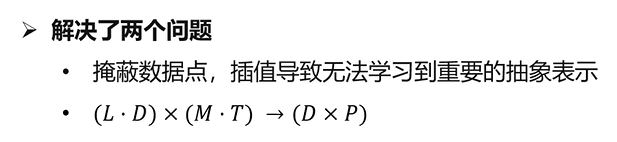 ➢ 解决了两个问题
• 掩蔽数据点，插值导致无法学习到重要的抽象表示
• (𝐿 · 𝐷) × (𝑀 · 𝑇) → (𝐷 × 𝑃)